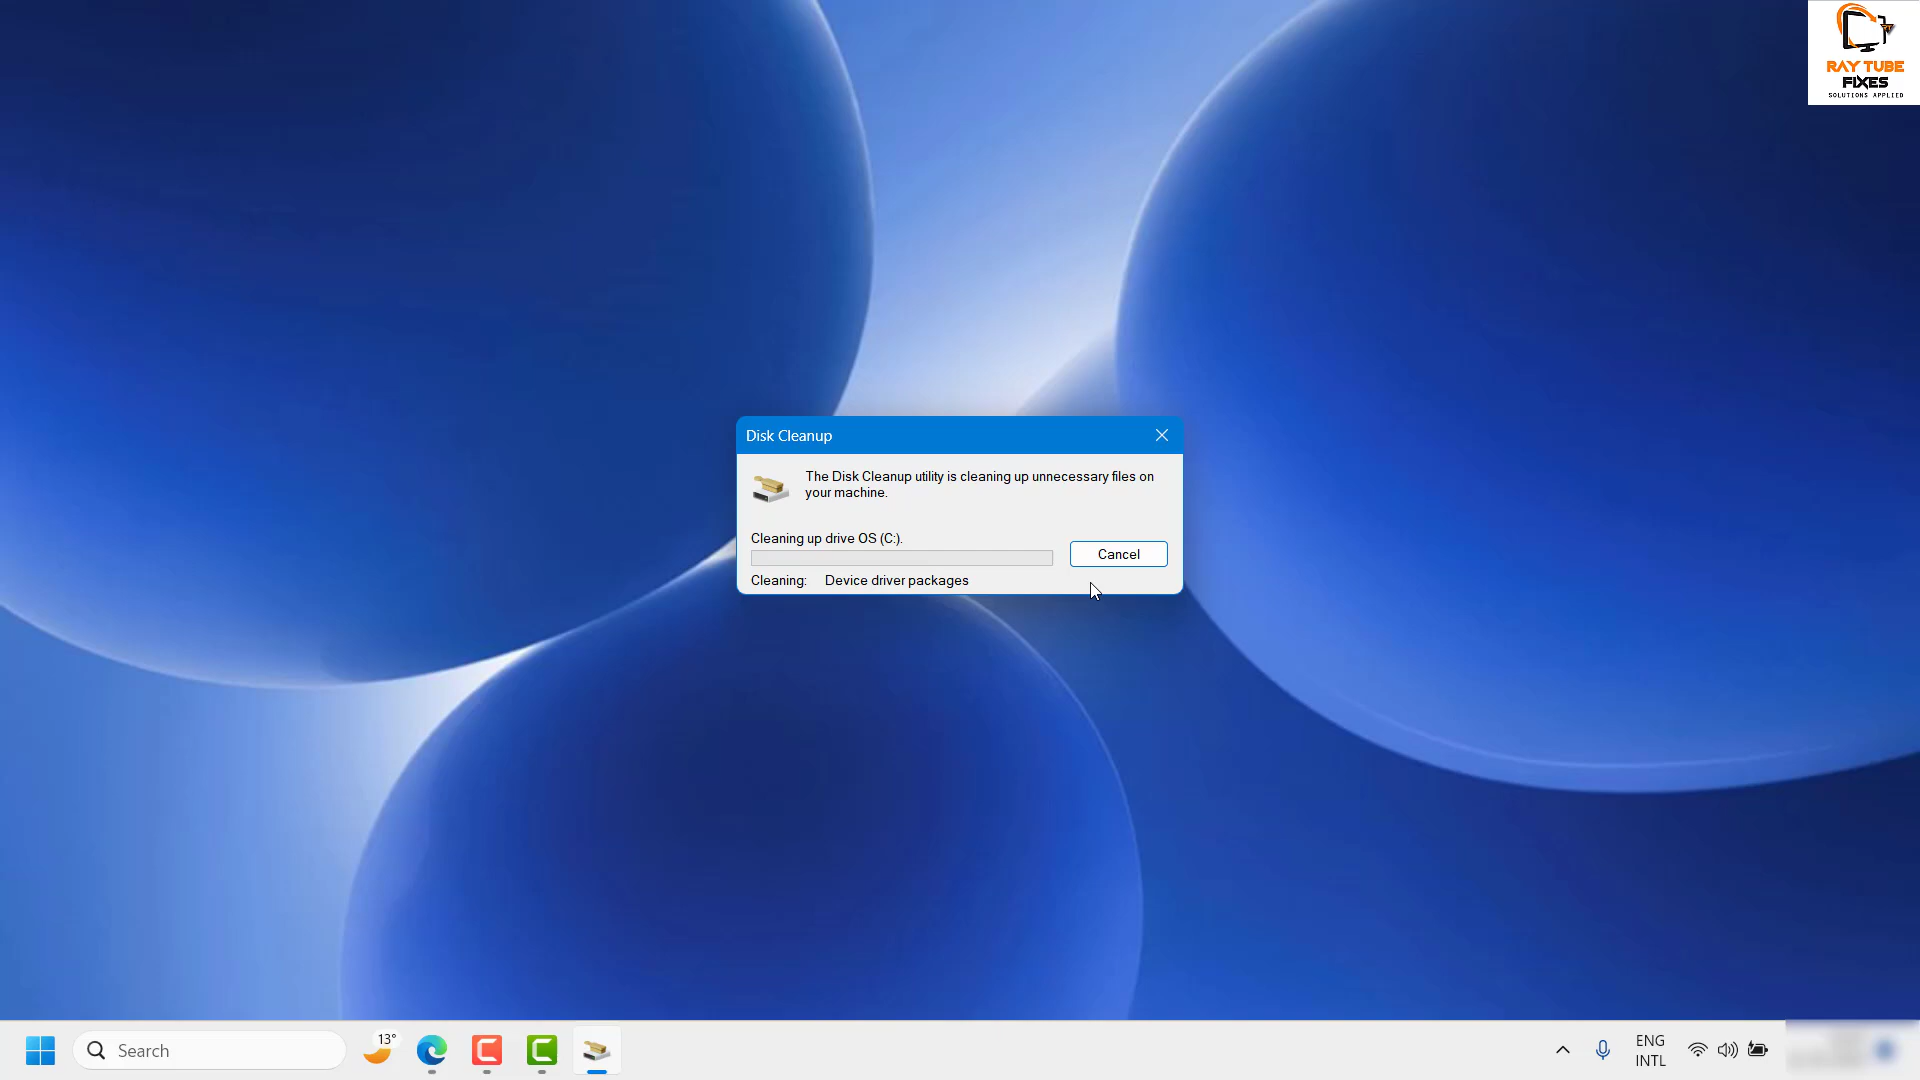 RAY TUBE
FIXES
SOLUTIONS APPLIED
Disk Cleanup
The Disk Cleanup utility is cleaning up unnecessary files on
your machine.
Cleaning up drive OS (C:).
Cancel
Cleaning: Device driver packages
13°
Search
ENG
INTL